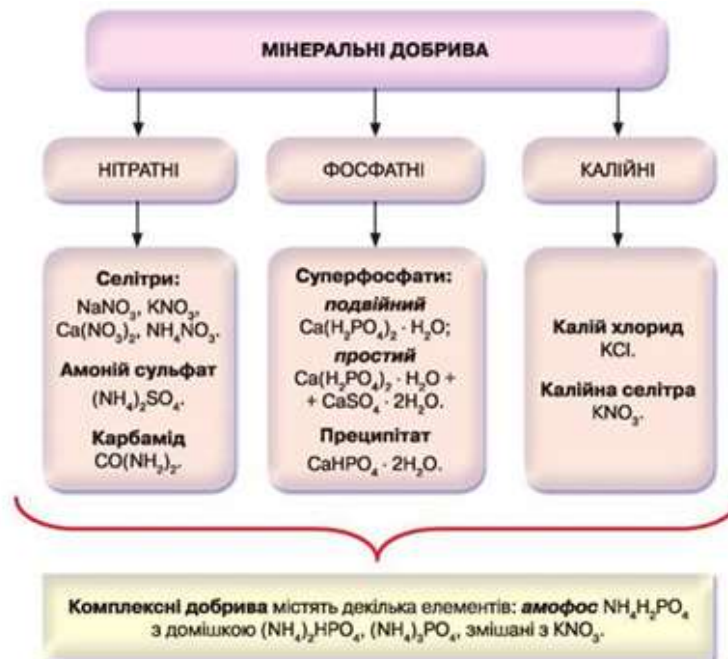 МІНЕРАЛЬНІ ДОБРИВА
НІТРАТНІ
ФОСФАТНІ
КАЛІЙНІ
Селітри:
NaNO₃, KNO₃,
Ca(NO₃)₂, NH₄NO₃.
Амоній сульфат
(NH₄)₂SO₄.
Карбамід
CO(NH₂)₂.
Суперфосфати:
подвійний
Ca(H₂PO₄)₂ · H₂O;
простий
Ca(H₂PO₄)₂ · H₂O +
+ CaSO₄ · 2H₂O.
Преципітат
CaHPO₄ · 2H₂O.
Калій хлорид
KCl.
Калійна селітра
KNO₃.
Комплексні добрива містять декілька елементів: амофос NH₄H₂PO₄
з домішкою (NH₄)₂HPO₄, (NH₄)₃PO₄, змішані з KNO₃.